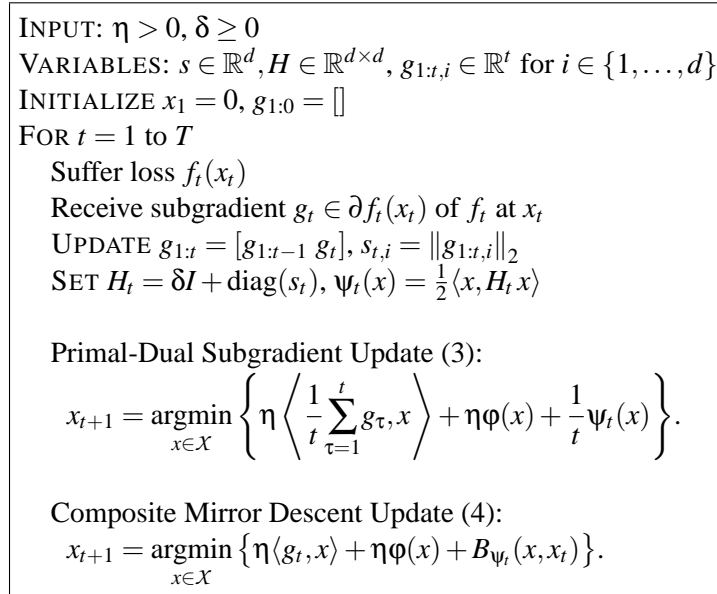 INPUT: η > 0, δ ≥ 0
VARIABLES: s ∈ ℝ^d, H ∈ ℝ^{d×d}, g_{1:t,i} ∈ ℝ^t for i ∈ {1,...,d}
INITIALIZE x_1 = 0, g_{1:0} = []
FOR t = 1 to T
Suffer loss f_t(x_t)
Receive subgradient g_t ∈ ∂f_t(x_t) of f_t at x_t
UPDATE g_{1:t} = [g_{1:t−1} g_t], s_{t,i} = ‖g_{1:t,i}‖_2
SET H_t = δI + diag(s_t), ψ_t(x) = \frac{1}{2}⟨x, H_t x⟩
Primal-Dual Subgradient Update (3):
x_{t+1} = argmin_{x∈X} { η ⟨ \frac{1}{t} ∑_{τ=1}^{t} g_τ, x ⟩ + ηφ(x) + \frac{1}{t} ψ_t(x) }.
Composite Mirror Descent Update (4):
x_{t+1} = argmin_{x∈X} { η⟨g_t, x⟩ + ηφ(x) + B_{ψ_t}(x, x_t) }.